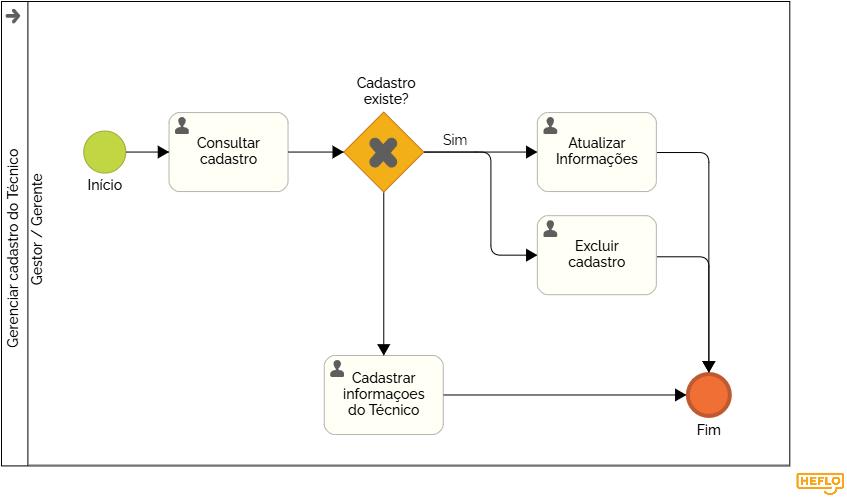 Gerenciar cadastro do Técnico
Gestor / Gerente
Início
Consultar
cadastro
Cadastro
existe?
Sim
Atualizar
Informações
Excluir
cadastro
Cadastrar
informaçoes
do Técnico
Fim
HEFLO